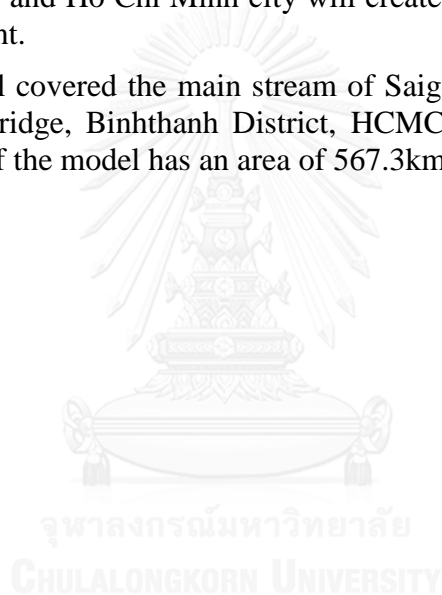 and Ho Chi Minh city will create
nt.
l covered the main stream of Saig
ridge, Binhthanh District, HCMC
f the model has an area of 567.3km
จุฬาลงกรณ์มหาวิทยาลัย
CHULALONGKORN UNIVERSITY